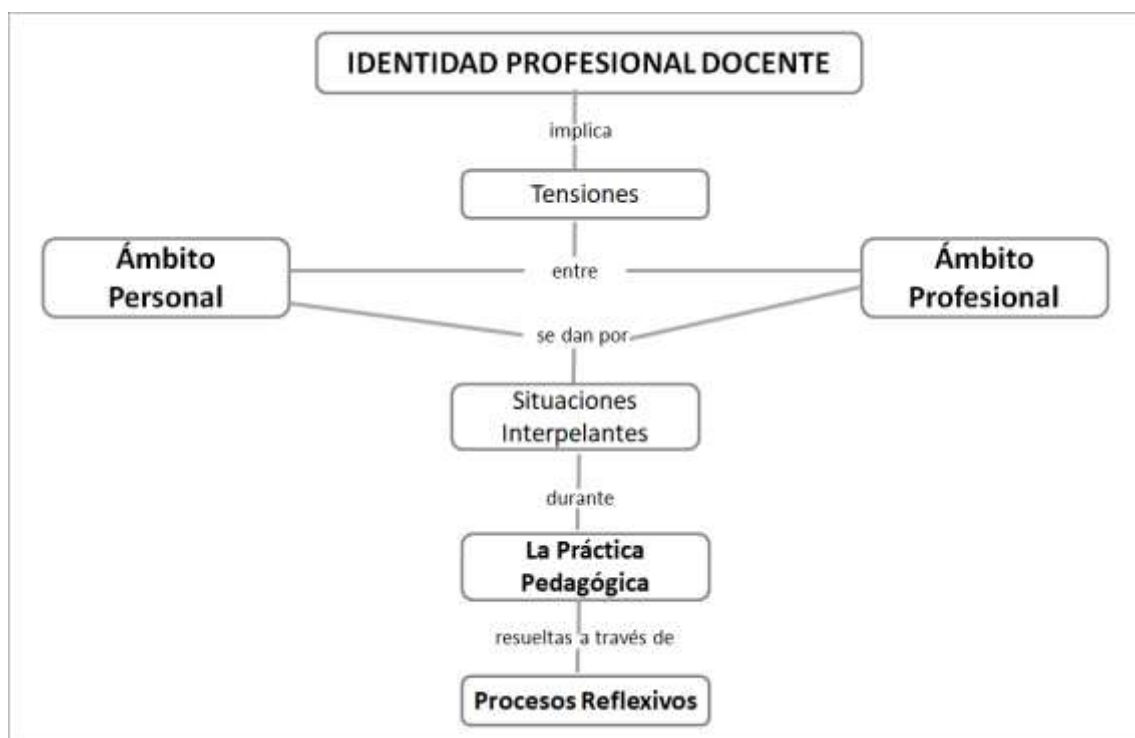 IDENTIDAD PROFESIONAL DOCENTE
implica
Tensiones
Ámbito
Personal
entre
Ámbito
Profesional
se dan por
Situaciones
Interpelantes
durante
La Práctica
Pedagógica
resueltas a través de
Procesos Reflexivos